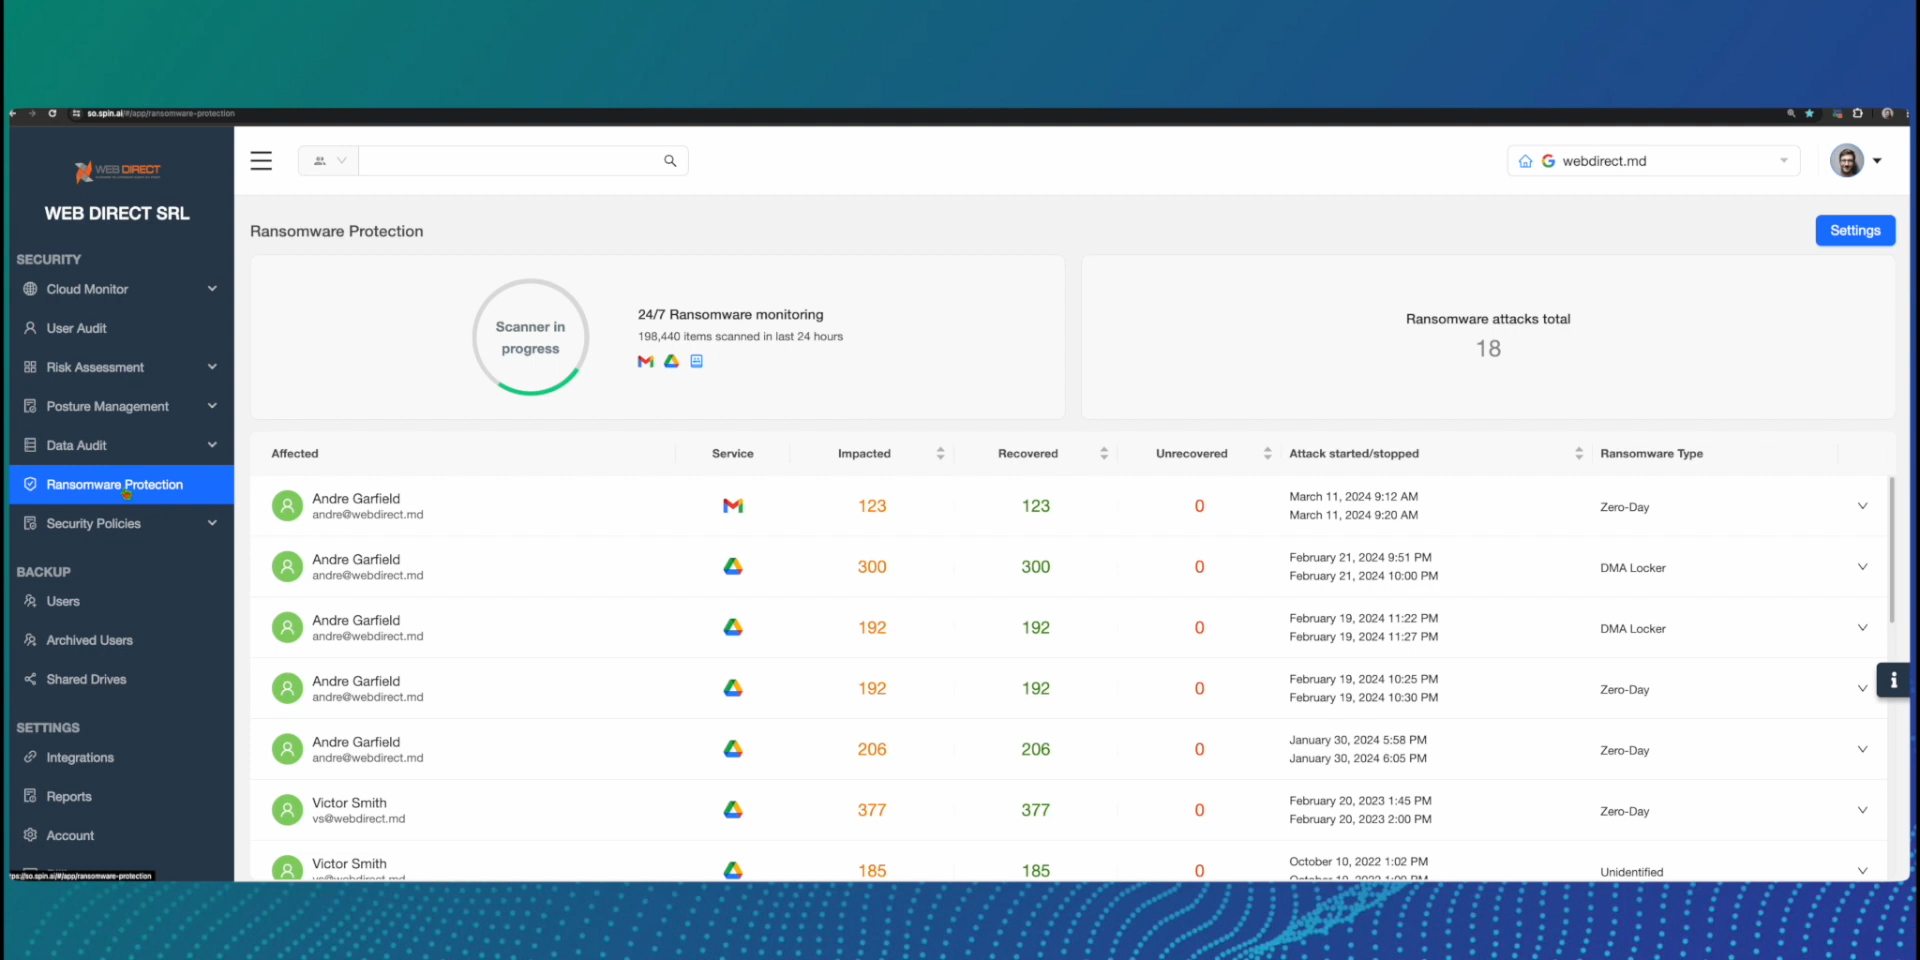 so.spin.ai/#/app/ransomware-protection
WEB DIRECT
WEB DIRECT SRL
webdirect.md
SECURITY
Cloud Monitor
User Audit
Risk Assessment
Posture Management
Data Audit
Ransomware Protection
Security Policies
BACKUP
Users
Archived Users
Shared Drives
SETTINGS
Integrations
Reports
Account
ps://so.spin.ai/#/app/ransomware-protection
Ransomware Protection
Settings
Scanner in
progress
24/7 Ransomware monitoring
198,440 items scanned in last 24 hours
Ransomware attacks total
18
Affected Service Impacted Recovered Unrecovered Attack started/stopped Ransomware Type
Andre Garfield
andre@webdirect.md
123 123 0
March 11, 2024 9:12 AM
March 11, 2024 9:20 AM
Zero-Day
Andre Garfield
andre@webdirect.md
300 300 0
February 21, 2024 9:51 PM
February 21, 2024 10:00 PM
DMA Locker
Andre Garfield
andre@webdirect.md
192 192 0
February 19, 2024 11:22 PM
February 19, 2024 11:27 PM
DMA Locker
Andre Garfield
andre@webdirect.md
192 192 0
February 19, 2024 10:25 PM
February 19, 2024 10:30 PM
Zero-Day
Andre Garfield
andre@webdirect.md
206 206 0
January 30, 2024 5:58 PM
January 30, 2024 6:05 PM
Zero-Day
Victor Smith
vs@webdirect.md
377 377 0
February 20, 2023 1:45 PM
February 20, 2023 2:00 PM
Zero-Day
Victor Smith
vs@webdirect.md
185 185 0
October 10, 2022 1:02 PM
Unidentified